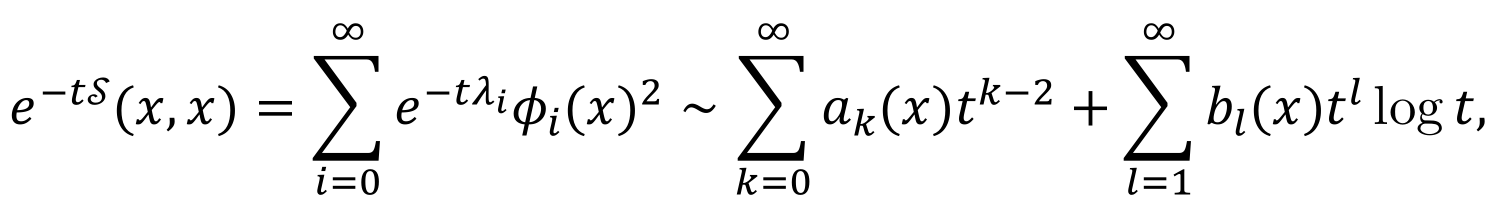 $e^{-t\mathcal{S}}(x,x) = \sum_{i=0}^{\infty} e^{-t\lambda_i}\phi_i(x)^2 \sim \sum_{k=0}^{\infty} a_k(x)t^{k-2} + \sum_{l=1}^{\infty} b_l(x)t^l \log t,$